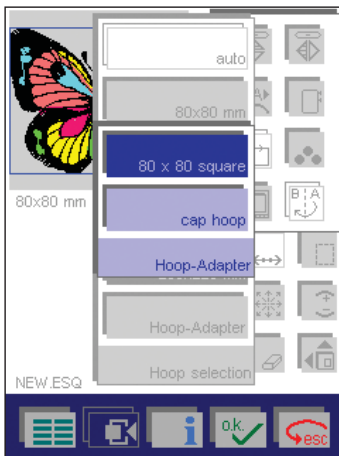 auto
80x80 mm
80 x 80 square
80x80 mm
cap hoop
B A
Hoop-Adapter
Hoop-Adapter
Hoop selection
NEW.ESQ
i
o.k.
esc